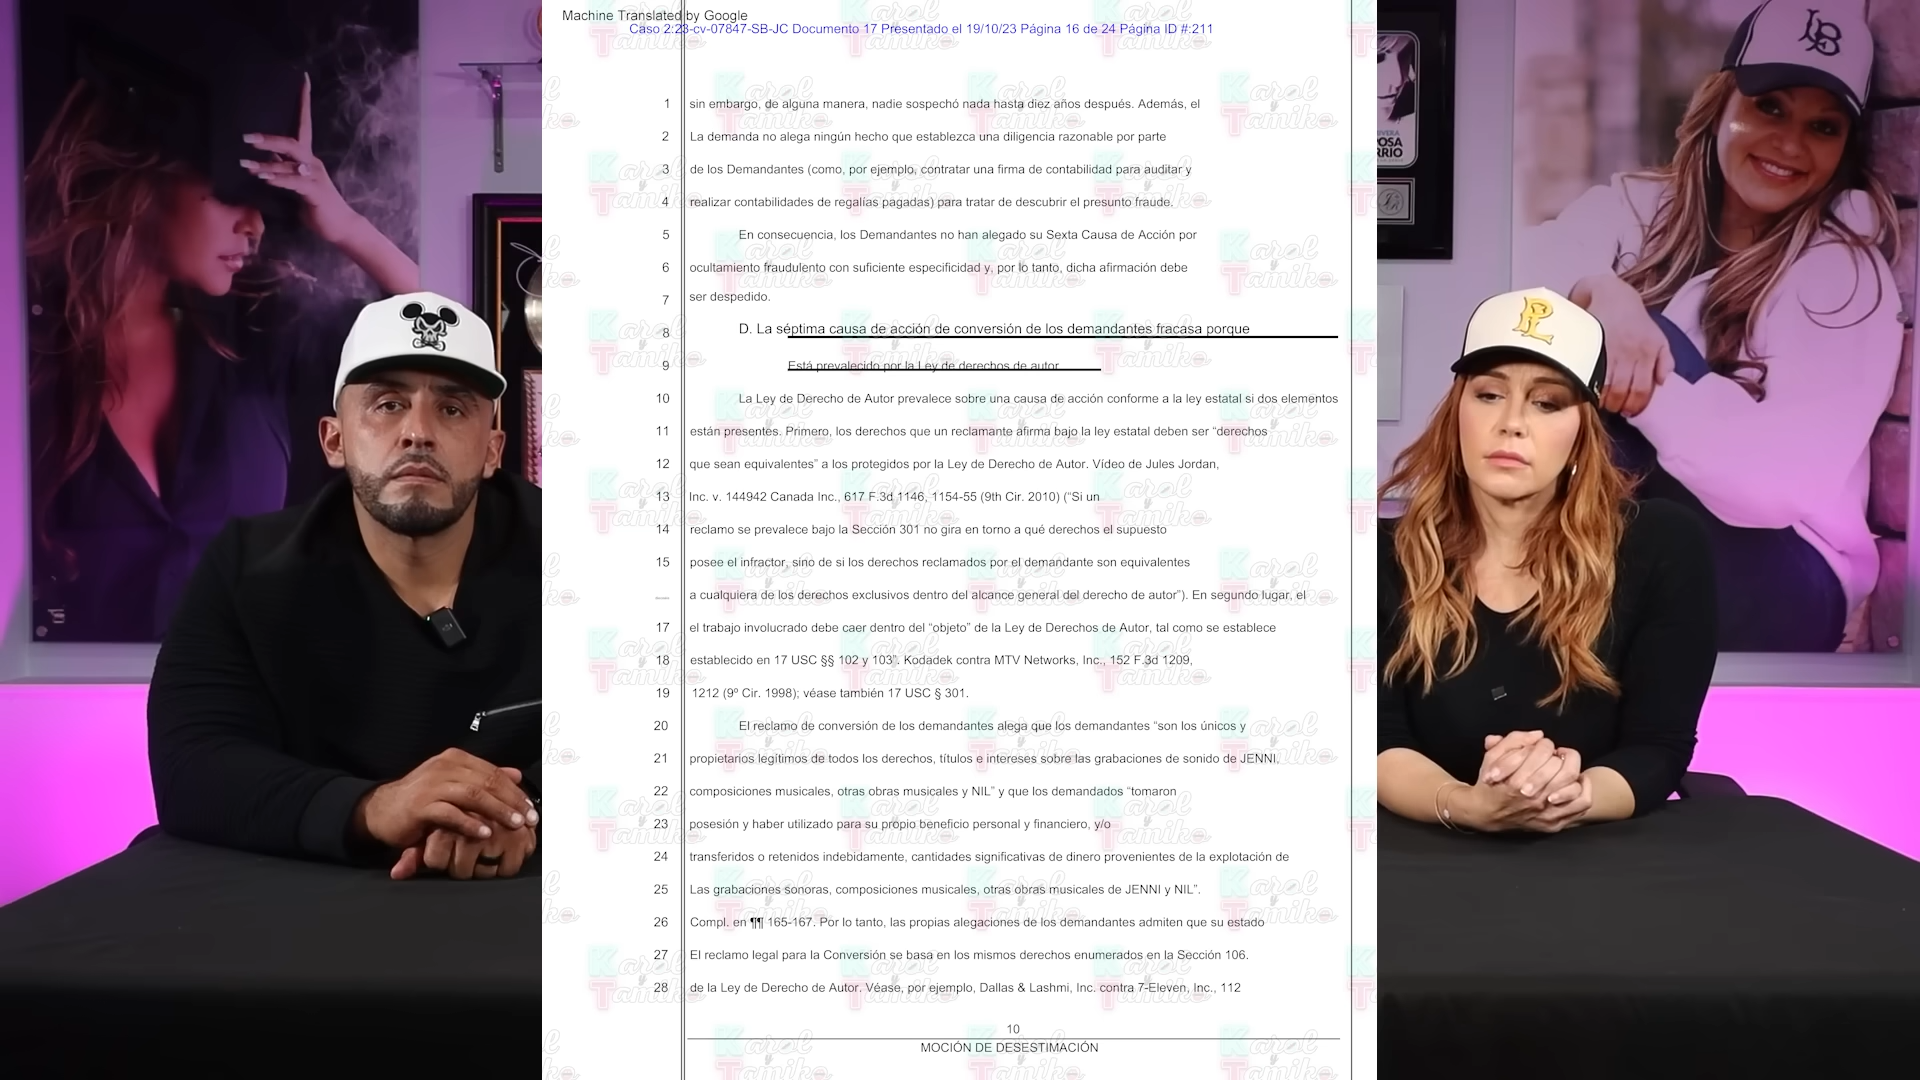 Machine Translated by Google
Caso 2:23-cv-07847-SB-JC Documento 17 Presentado el 19/10/23 Página 16 de 24 Página ID #:211
1 sin embargo, de alguna manera, nadie sospechó nada hasta diez años después. Además, el
2 La demanda no alega ningún hecho que establezca una diligencia razonable por parte
3 de los Demandantes (como, por ejemplo, contratar una firma de contabilidad para auditar y
4 realizar contabilidades de regalías pagadas) para tratar de descubrir el presunto fraude.
5 En consecuencia, los Demandantes no han alegado su Sexta Causa de Acción por
6 ocultamiento fraudulento con suficiente especificidad y, por lo tanto, dicha afirmación debe
7 ser despedido.
8 D. La séptima causa de acción de conversión de los demandantes fracasa porque
9 Está prevalecido por la Ley de derechos de autor
10 La Ley de Derecho de Autor prevalece sobre una causa de acción conforme a la ley estatal si dos elementos
11 están presentes. Primero, los derechos que un reclamante afirma bajo la ley estatal deben ser “derechos
12 que sean equivalentes” a los protegidos por la Ley de Derecho de Autor. Vídeo de Jules Jordan,
13 Inc. v. 144942 Canada Inc., 617 F.3d 1146, 1154-55 (9th Cir. 2010) (“Si un
14 reclamo se prevalece bajo la Sección 301 no gira en torno a qué derechos el supuesto
15 posee el infractor, sino de si los derechos reclamados por el demandante son equivalentes
a cualquiera de los derechos exclusivos dentro del alcance general del derecho de autor”). En segundo lugar, el
17 el trabajo involucrado debe caer dentro del “objeto” de la Ley de Derechos de Autor, tal como se establece
18 establecido en 17 USC §§ 102 y 103”. Kodadek contra MTV Networks, Inc., 152 F.3d 1209,
19 1212 (9º Cir. 1998); véase también 17 USC § 301.
20 El reclamo de conversión de los demandantes alega que los demandantes “son los únicos y
21 propietarios legítimos de todos los derechos, títulos e intereses sobre las grabaciones de sonido de JENNI,
22 composiciones musicales, otras obras musicales y NIL” y que los demandados “tomaron
23 posesión y haber utilizado para su propio beneficio personal y financiero, y/o
24 transferidos o retenidos indebidamente, cantidades significativas de dinero provenientes de la explotación de
25 Las grabaciones sonoras, composiciones musicales, otras obras musicales de JENNI y NIL”.
26 Compl. en ¶¶ 165-167. Por lo tanto, las propias alegaciones de los demandantes admiten que su estado
27 El reclamo legal para la Conversión se basa en los mismos derechos enumerados en la Sección 106.
28 de la Ley de Derecho de Autor. Véase, por ejemplo, Dallas & Lashmi, Inc. contra 7-Eleven, Inc., 112
10
MOCIÓN DE DESESTIMACIÓN
Karol y Tamike
LB
PL